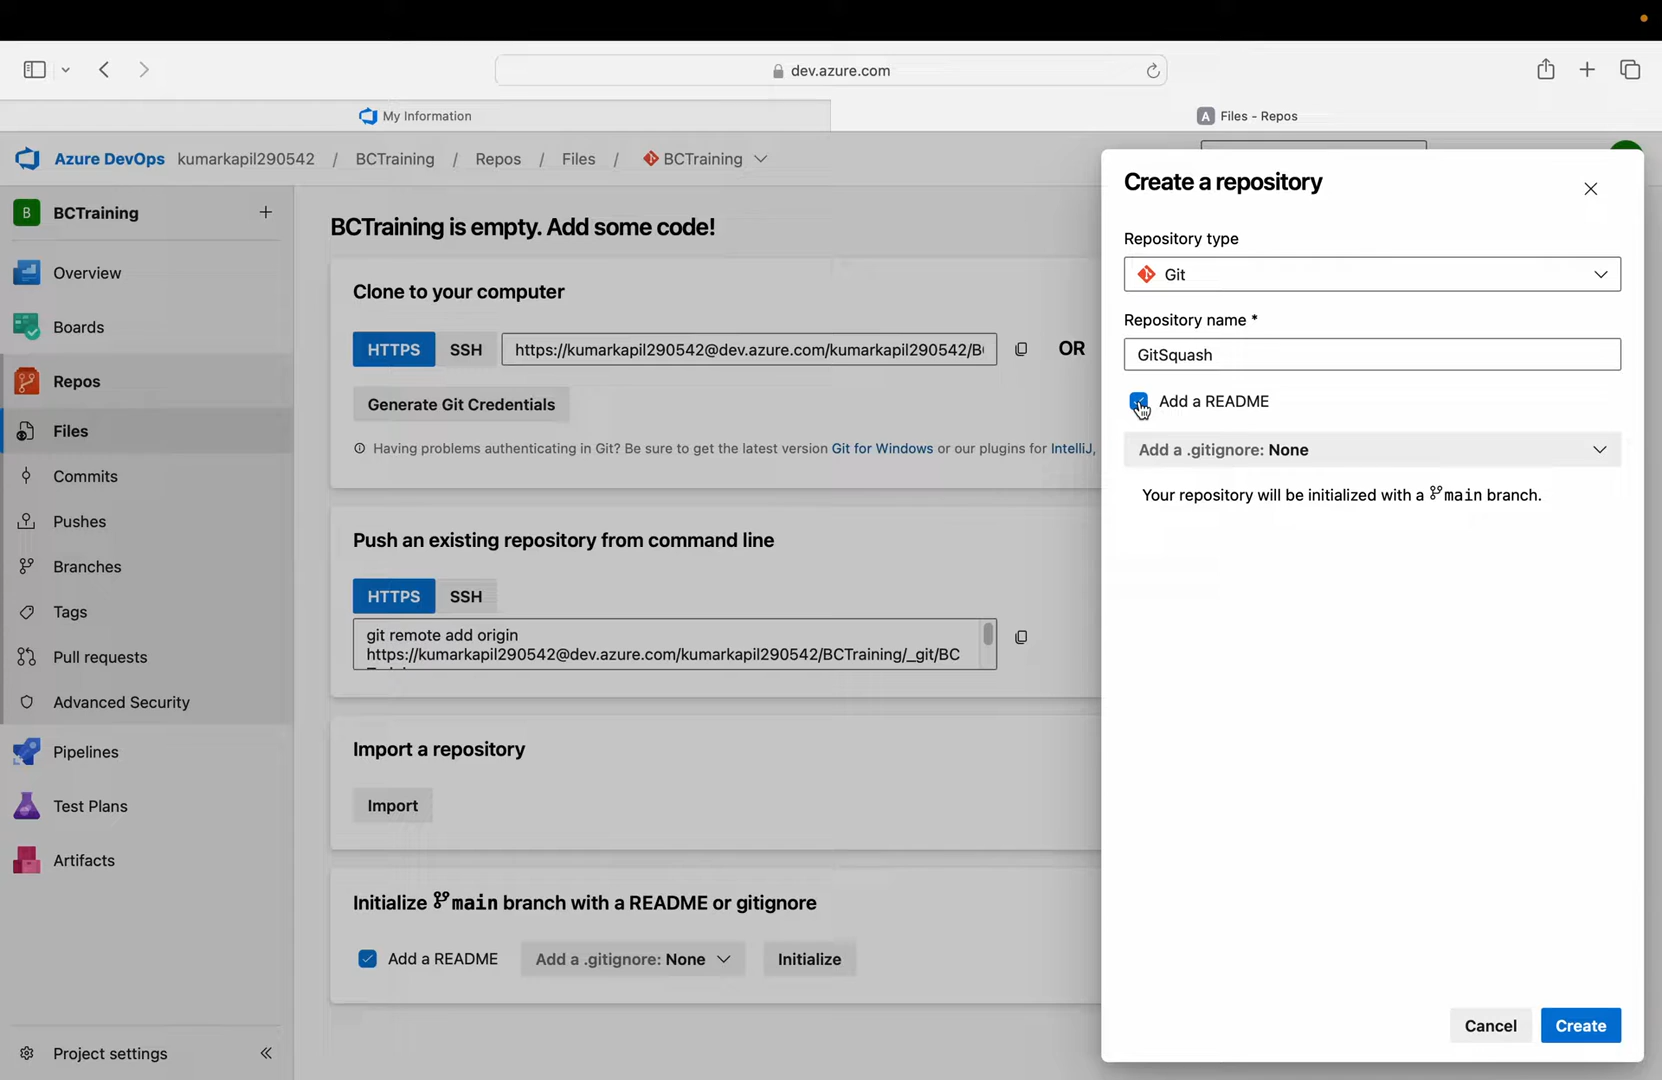 dev.azure.com
My Information
A Files - Repos
Azure DevOps kumarkapil290542 / BCTraining / Repos / Files / BCTraining
B BCTraining
Overview
Boards
Repos
Files
Commits
Pushes
Branches
Tags
Pull requests
Advanced Security
Pipelines
Test Plans
Artifacts
Project settings
BCTraining is empty. Add some code!
Clone to your computer
HTTPS SSH https://kumarkapil290542@dev.azure.com/kumarkapil290542/B OR
Generate Git Credentials
Having problems authenticating in Git? Be sure to get the latest version Git for Windows or our plugins for IntelliJ,
Push an existing repository from command line
HTTPS SSH
git remote add origin
https://kumarkapil290542@dev.azure.com/kumarkapil290542/BCTraining/_git/BC
Import a repository
Import
Initialize main branch with a README or gitignore
Add a README Add a .gitignore: None Initialize
Create a repository
Repository type
Git
Repository name *
GitSquash
Add a README
Add a .gitignore: None
Your repository will be initialized with a main branch.
Cancel Create